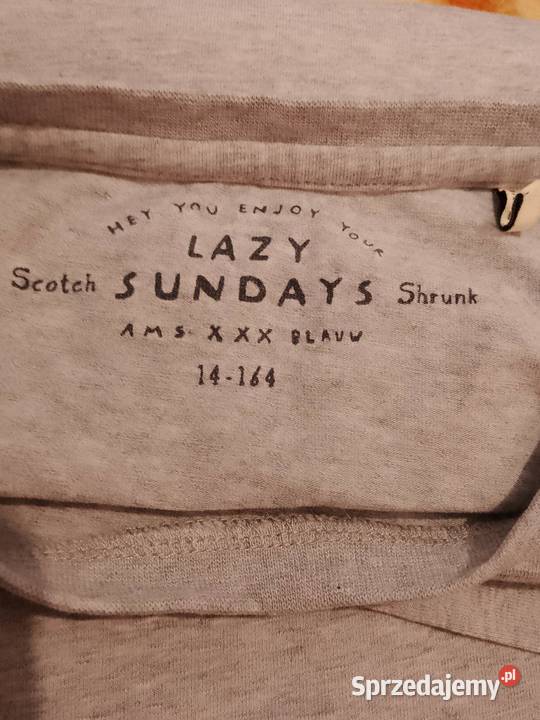 HEY YOU ENJOY YOUR
LAZY
Scotch SUNDAYS Shrunk
AMS XXX BLAUW
14-164
Sprzedajemy.pl